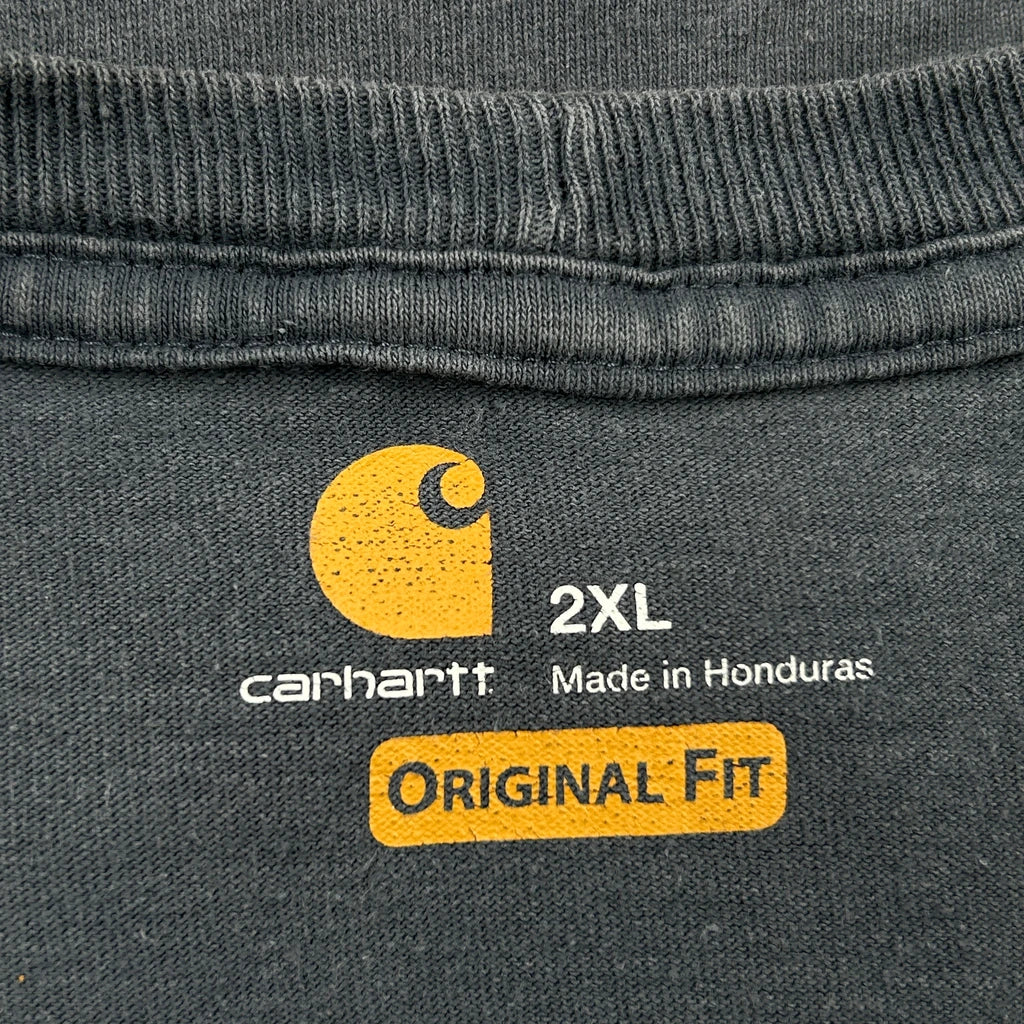 2XL
carhartt
Made in Honduras
ORIGINAL FIT